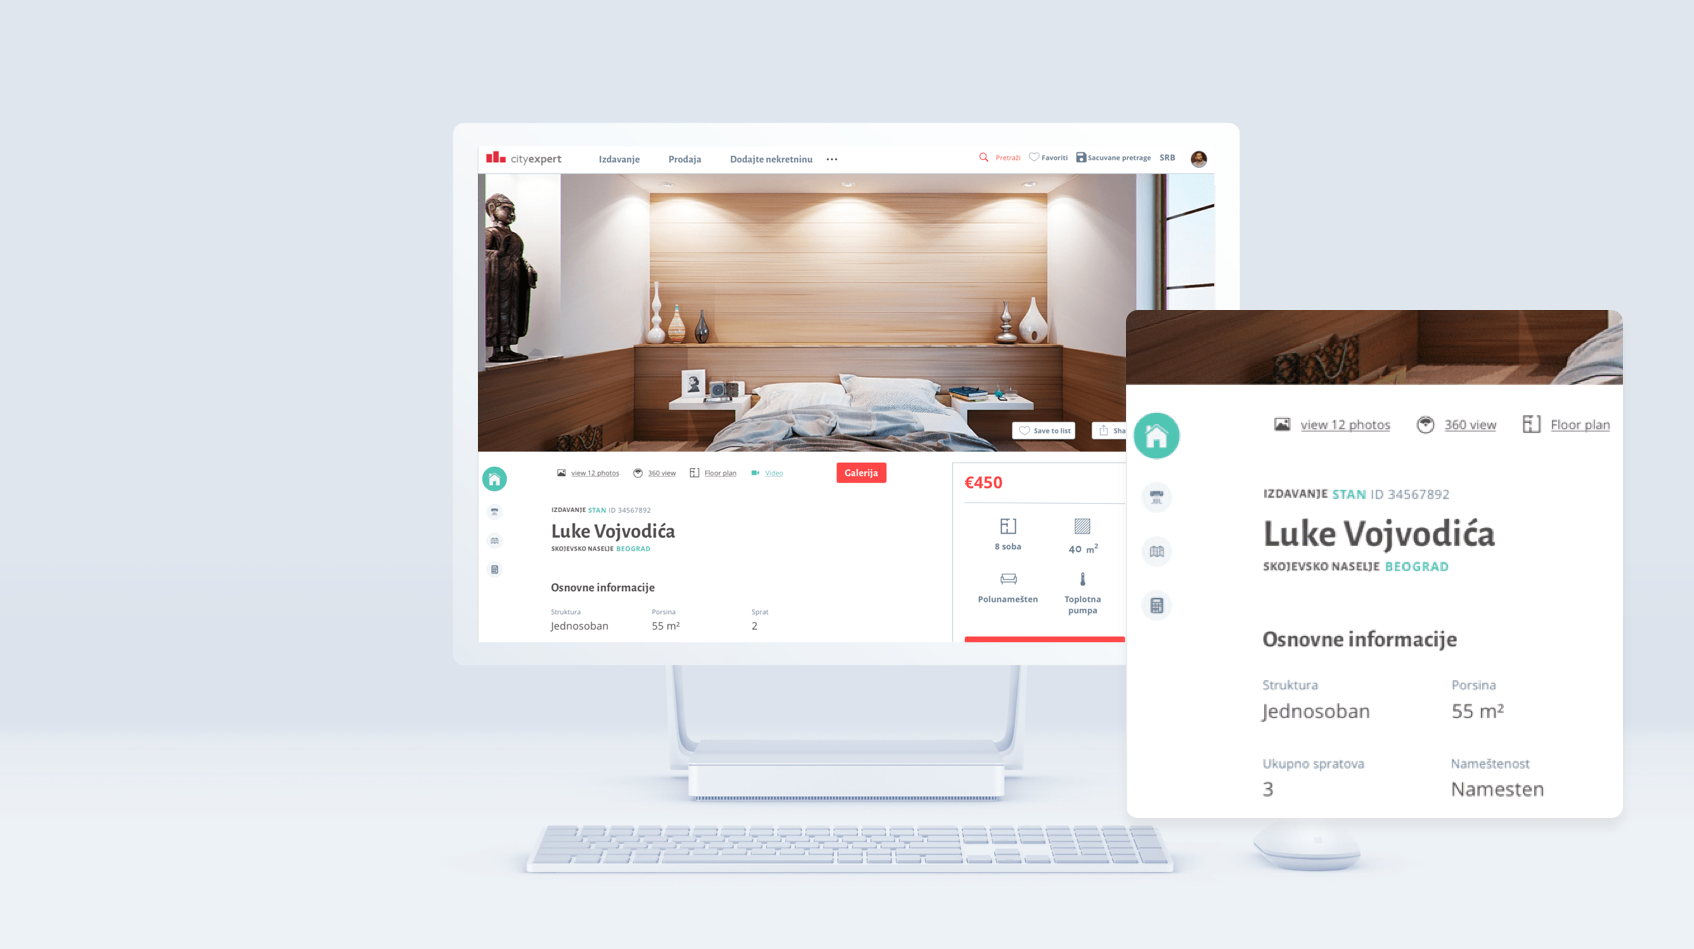 cityexpert Izdavanje Prodaja Dodajte nekretninu ••• Pretraži Favoriti Sacuvane pretrage SRB
Save to list Sha
view 12 photos 360 view Floor plan Video Galerija
IZDAVANJE STAN ID 34567892
Luke Vojvodića
SKOJEVSKO NASELJE BEOGRAD
Osnovne informacije
Struktura Porsina Sprat
Jednosoban 55 m² 2
€450
8 soba 40 m²
Polunamešten Toplotna
pumpa
view 12 photos 360 view Floor plan
IZDAVANJE STAN ID 34567892
Luke Vojvodića
SKOJEVSKO NASELJE BEOGRAD
Osnovne informacije
Struktura Porsina
Jednosoban 55 m²
Ukupno spratova Nameštenost
3 Namesten